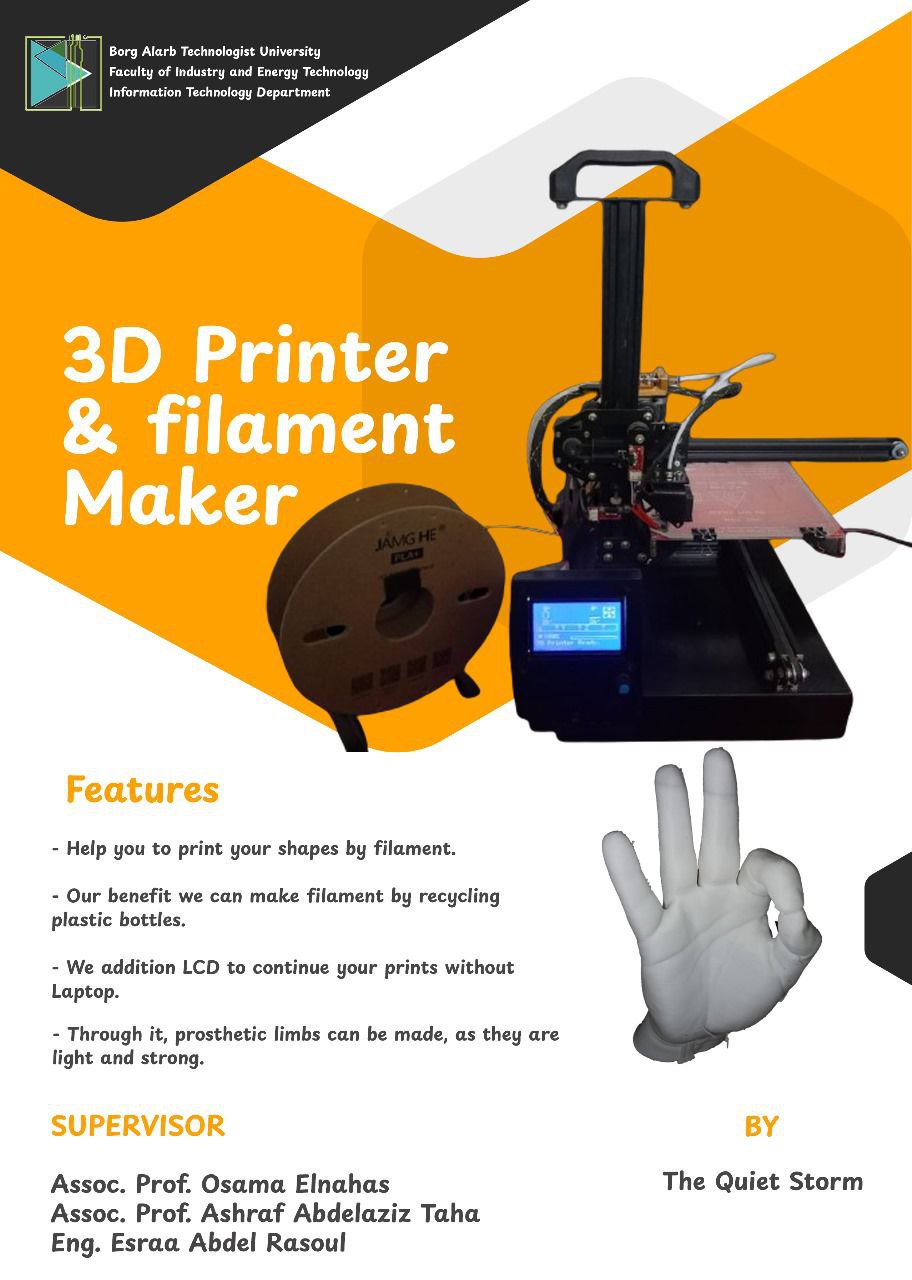 Borg Alarb Technologist University
Faculty of Industry and Energy Technology
Information Technology Department
3D Printer
& filament
Maker
JAMG HE
PLA+
Printer Ready.
Features
- Help you to print your shapes by filament.
- Our benefit we can make filament by recycling
plastic bottles.
- We addition LCD to continue your prints without
Laptop.
- Through it, prosthetic limbs can be made, as they are
light and strong.
SUPERVISOR
Assoc. Prof. Osama Elnahas
Assoc. Prof. Ashraf Abdelaziz Taha
Eng. Esraa Abdel Rasoul
BY
The Quiet Storm